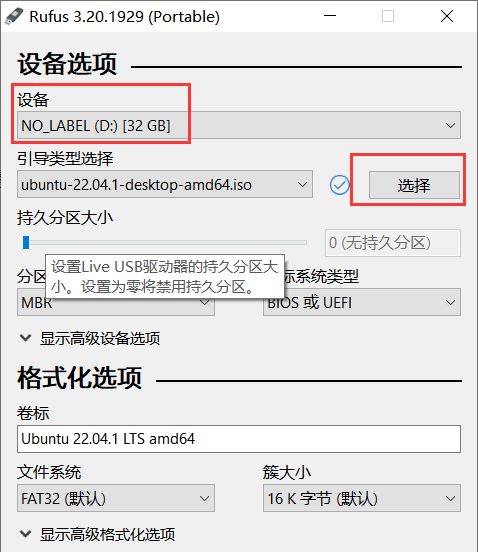 Rufus 3.20.1929 (Portable)
设备选项
设备
NO_LABEL (D:) [32 GB]
引导类型选择
ubuntu-22.04.1-desktop-amd64.iso
选择
持久分区大小
0 (无持久分区)
设置Live USB驱动器的持久分区大
小。设置为零将禁用持久分区。
分区
标系统类型
MBR
BIOS 或 UEFI
显示高级设备选项
格式化选项
卷标
Ubuntu 22.04.1 LTS amd64
文件系统
簇大小
FAT32 (默认)
16 K 字节 (默认)
显示高级格式化选项